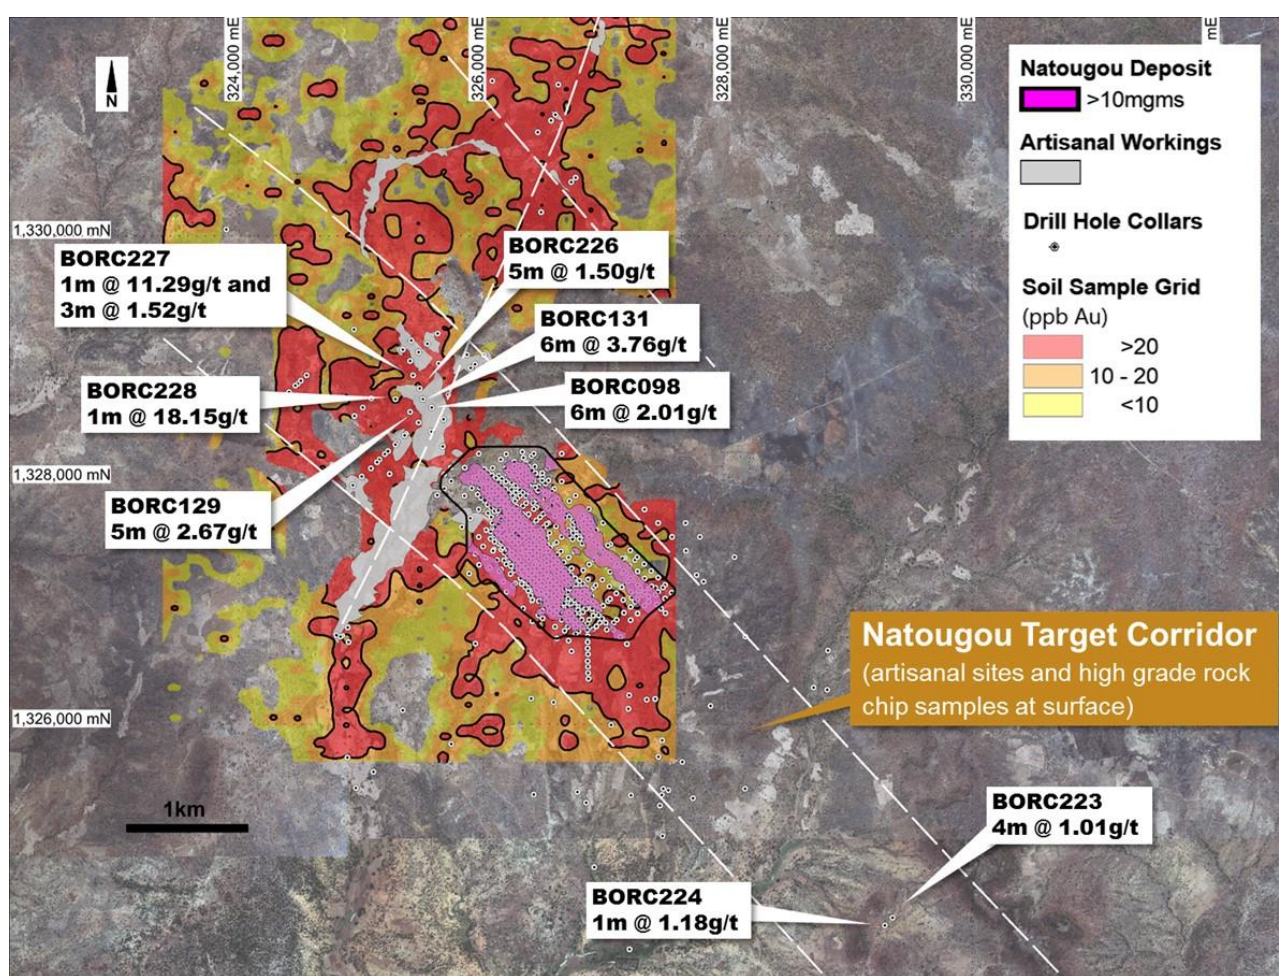 324,000 mE
326,000 mE
328,000 mE
330,000 mE
mE
N
Natougou Deposit
>10mgms
Artisanal Workings
Drill Hole Collars
Soil Sample Grid
(ppb Au)
>20
10 - 20
<10
1,330,000 mN
BORC227
1m @ 11.29g/t and
3m @ 1.52g/t
BORC226
5m @ 1.50g/t
BORC131
6m @ 3.76g/t
BORC228
1m @ 18.15g/t
BORC098
6m @ 2.01g/t
1,328,000 mN
BORC129
5m @ 2.67g/t
Natougou Target Corridor
(artisanal sites and high grade rock
chip samples at surface)
1,326,000 mN
1km
BORC223
4m @ 1.01g/t
BORC224
1m @ 1.18g/t